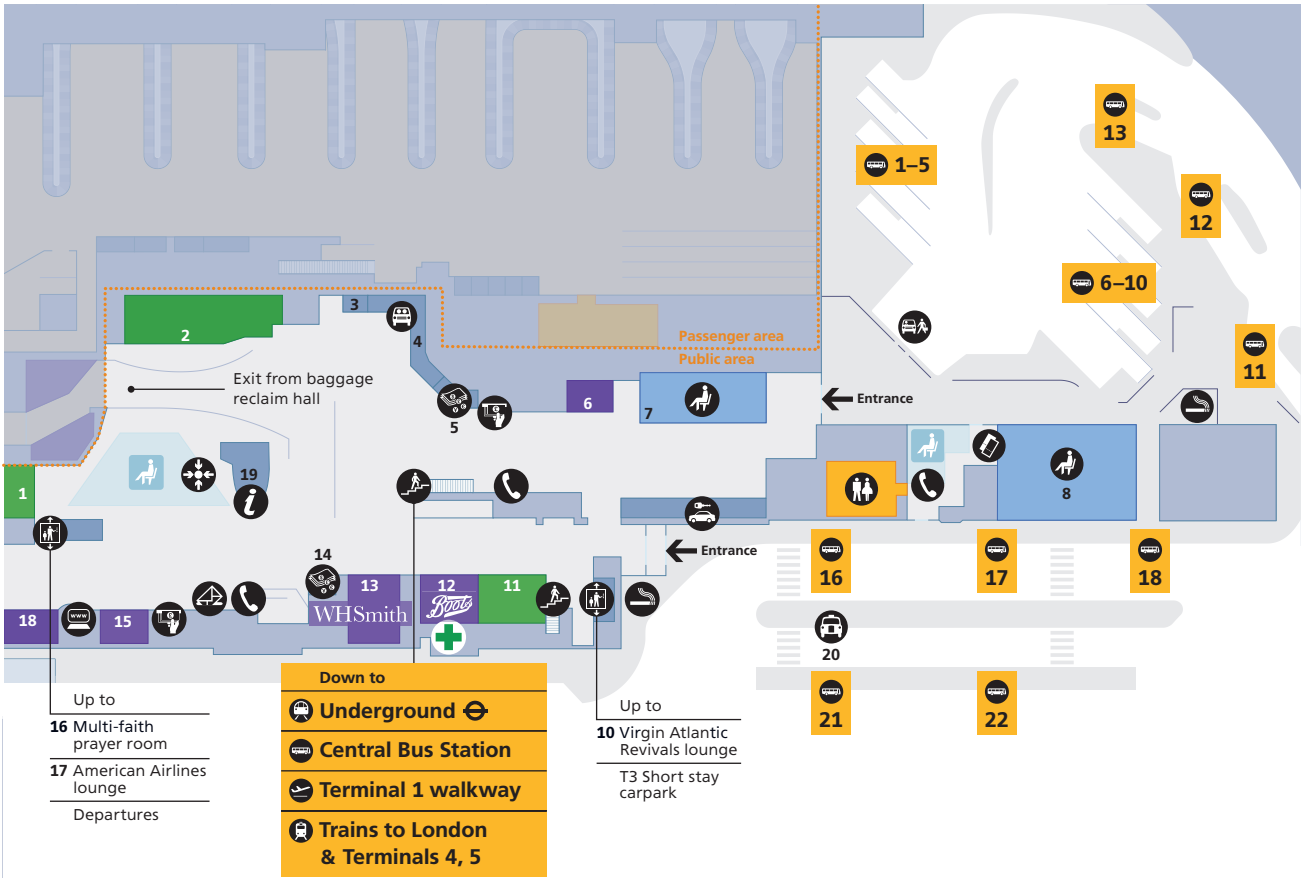 13
1–5
12
6–10
2
3
4
Passenger area
Public area
11
Exit from baggage
reclaim hall
5
6
7
Entrance
1
19
8
14
Entrance
16
17
18
13
12
11
WHSmith
Boots
18
www
15
20
21
22
Up to
16 Multi-faith
prayer room
17 American Airlines
lounge
Departures
Down to
Underground
Central Bus Station
Terminal 1 walkway
Trains to London
& Terminals 4, 5
Up to
10 Virgin Atlantic
Revivals lounge
T3 Short stay
carpark